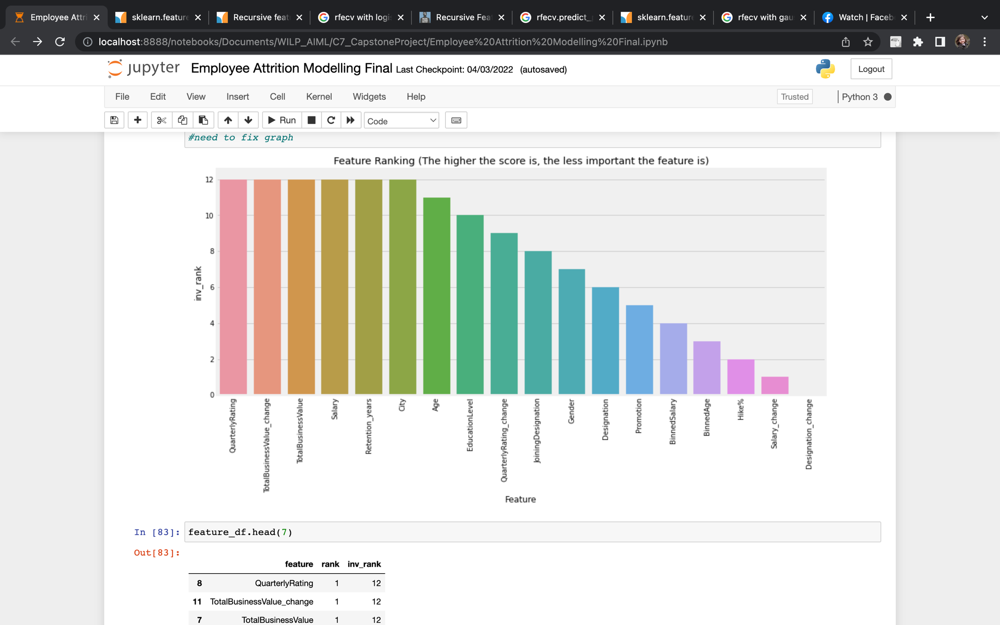 Employee Attri
sklearn.feature
Recursive feat
rfecv with logi
Recursive Fea
rfecv.predict_
sklearn.feature
rfecv with gau
Watch | Faceb
localhost:8888/notebooks/Documents/WILP_AIML/C7_CapstoneProject/Employee%20Attrition%20Modelling%20Final.ipynb
jupyter Employee Attrition Modelling Final Last Checkpoint: 04/03/2022 (autosaved)
Logout
File Edit View Insert Cell Kernel Widgets Help
Trusted
Python 3
Run
Code
#need to fix graph
Feature Ranking (The higher the score is, the less important the feature is)
12
10
8
6
4
2
0
inv_rank
QuarterlyRating
TotalBusinessValue_change
TotalBusinessValue
Salary
Retention_years
City
Age
EducationLevel
QuarterlyRating_change
JoiningDesignation
Gender
Designation
Promotion
BinnedSalary
BinnedAge
Hike%
Salary_change
Designation_change
Feature
In [83]: feature_df.head(7)
Out[83]:
feature rank inv_rank
8 QuarterlyRating 1 12
11 TotalBusinessValue_change 1 12
7 TotalBusinessValue 1 12